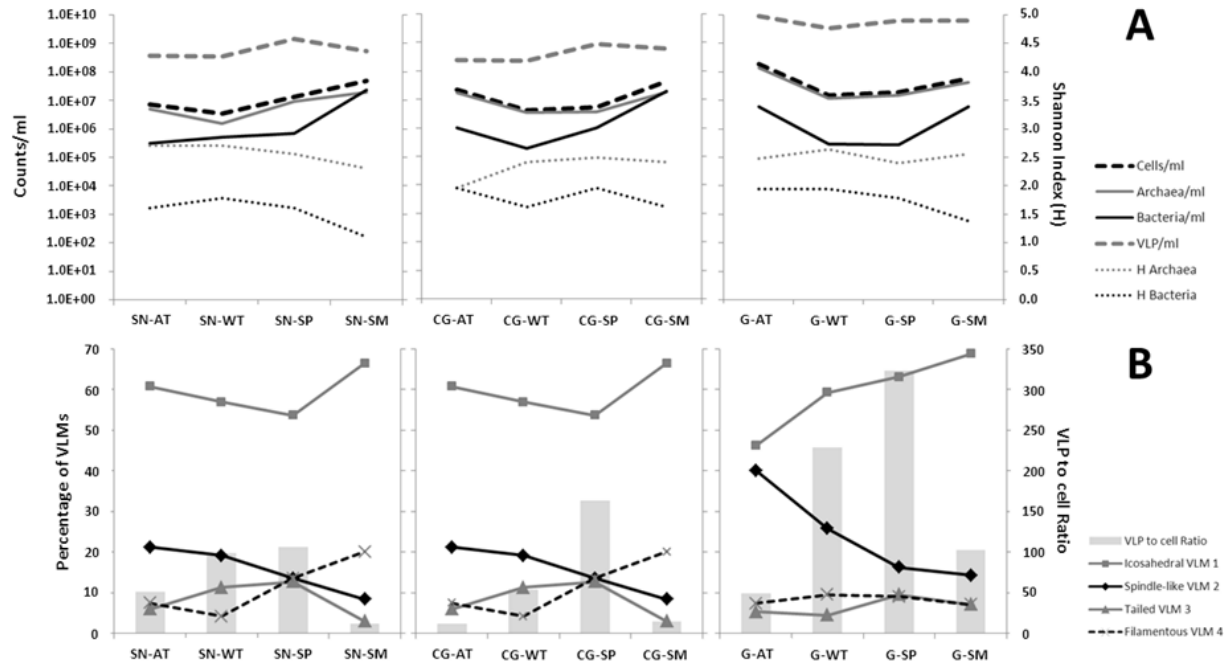 A
Counts/ml
1.0E+10
1.0E+09
1.0E+08
1.0E+07
1.0E+06
1.0E+05
1.0E+04
1.0E+03
1.0E+02
1.0E+01
1.0E+00
SN-AT SN-WT SN-SP SN-SM
CG-AT CG-WT CG-SP CG-SM
G-AT G-WT G-SP G-SM
5.0
4.5
4.0
3.5
3.0
2.5
2.0
1.5
1.0
0.5
0.0
Shannon Index (H)
Cells/ml
Archaea/ml
Bacteria/ml
VLP/ml
H Archaea
H Bacteria
B
Percentage of VLMs
70
60
50
40
30
20
10
0
SN-AT SN-WT SN-SP SN-SM
CG-AT CG-WT CG-SP CG-SM
G-AT G-WT G-SP G-SM
350
300
250
200
150
100
50
0
VLP to cell Ratio
VLP to cell Ratio
Icosahedral VLM 1
Spindle-like VLM 2
Tailed VLM 3
Filamentous VLM 4